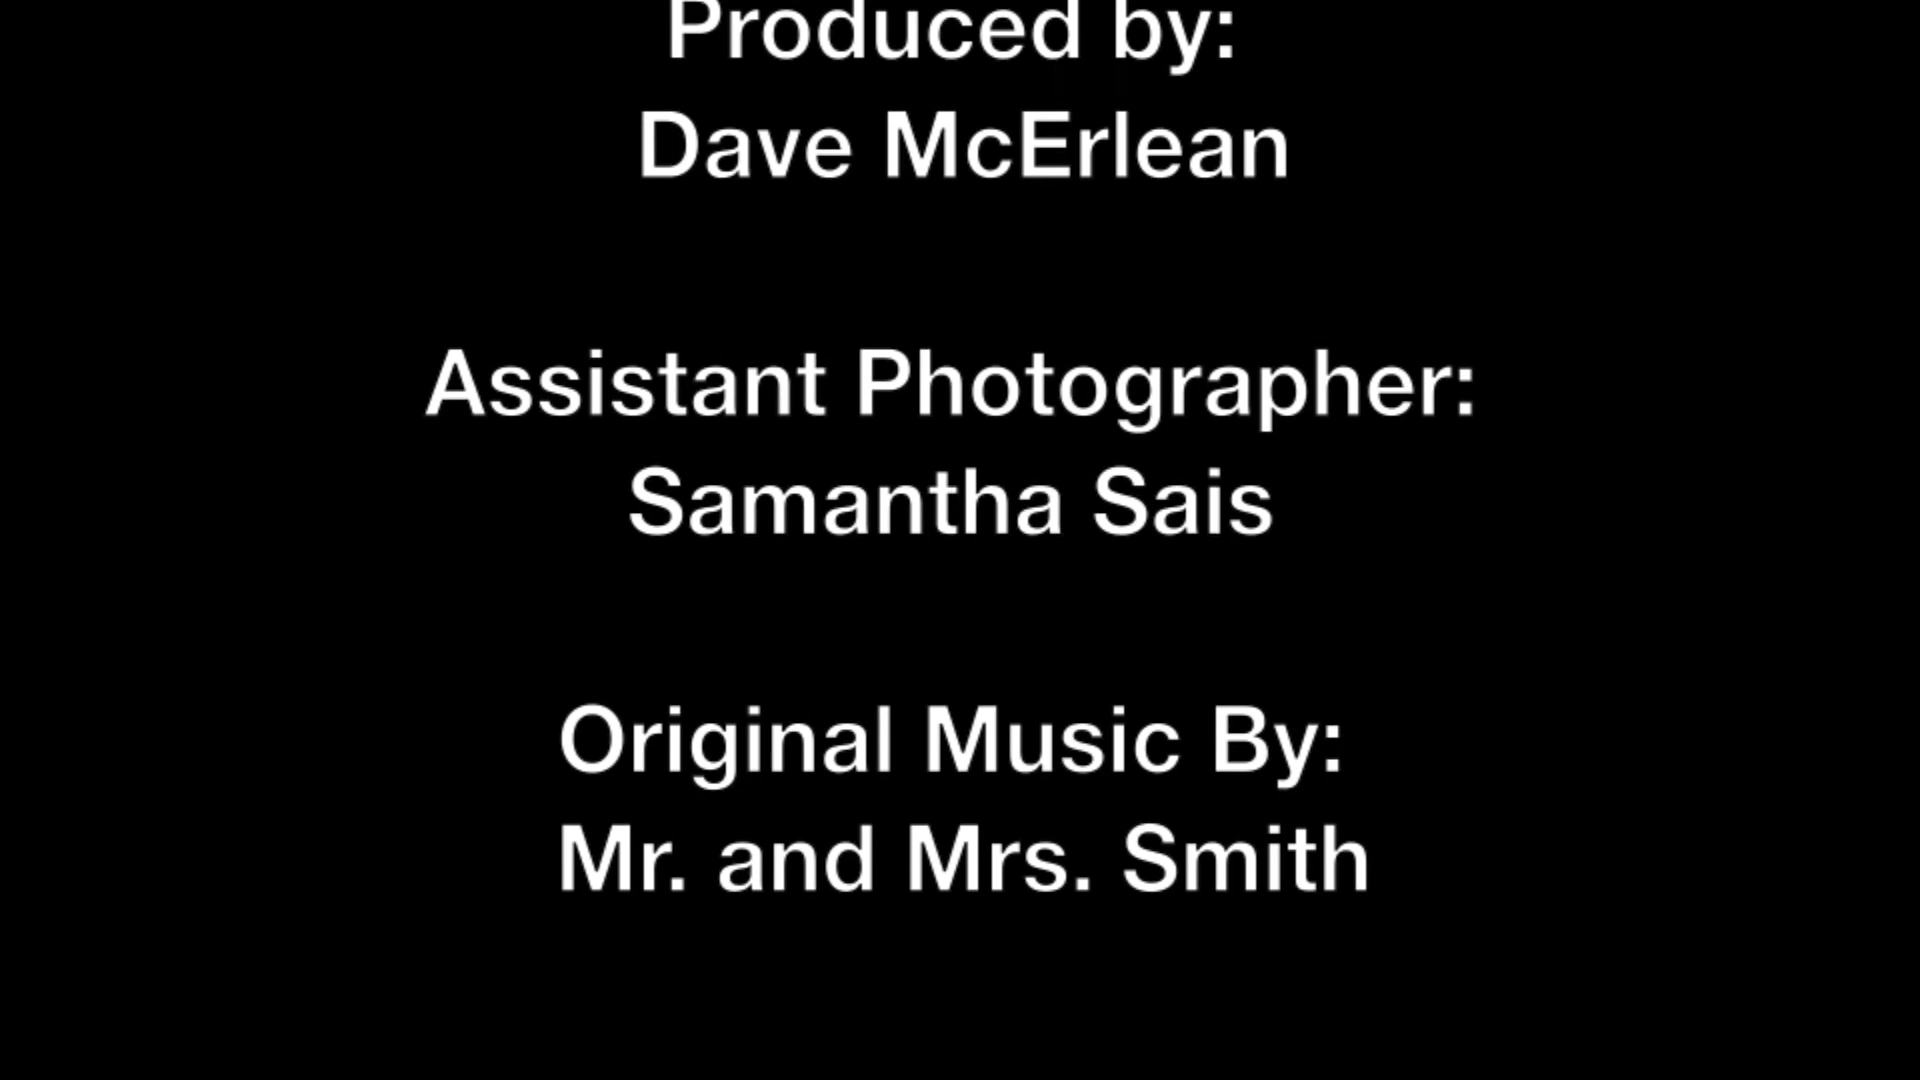 Produced by:
Dave McErlean
Assistant Photographer:
Samantha Sais
Original Music By:
Mr. and Mrs. Smith